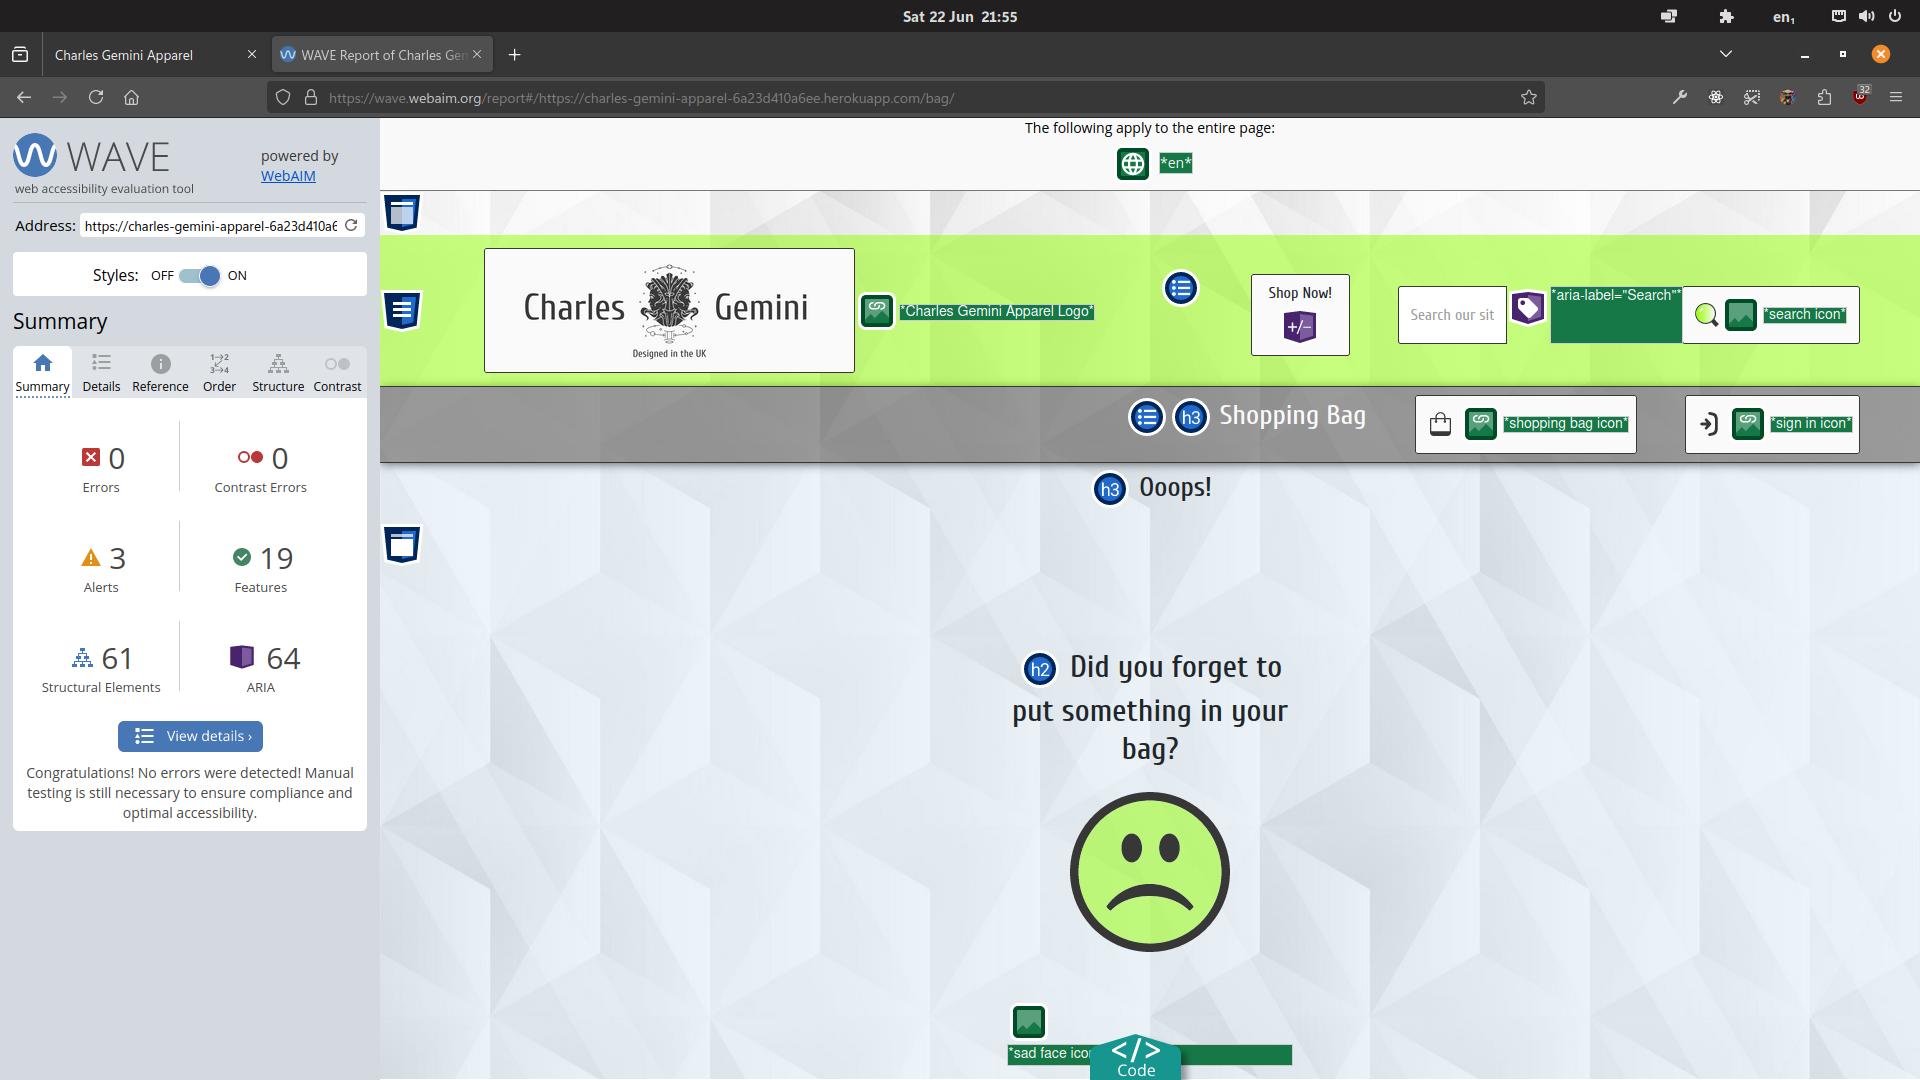 Sat 22 Jun 21:55
en1
Charles Gemini Apparel
WAVE Report of Charles Gem
https://wave.webaim.org/report#/https://charles-gemini-apparel-6a23d410a6ee.herokuapp.com/bag/
32
WAVE
web accessibility evaluation tool
powered by
WebAIM
Address: https://charles-gemini-apparel-6a23d410a6
Styles: OFF ON
Summary
Summary Details Reference Order Structure Contrast
0 Errors
0 Contrast Errors
3 Alerts
19 Features
61 Structural Elements
64 ARIA
View details ›
Congratulations! No errors were detected! Manual
testing is still necessary to ensure compliance and
optimal accessibility.
The following apply to the entire page:
*en*
Charles Gemini
Designed in the UK
*Charles Gemini Apparel Logo*
Shop Now!
+/-
Search our sit
*aria-label="Search"*
*search icon*
h3 Shopping Bag
*shopping bag icon*
*sign in icon*
h3 Ooops!
h2 Did you forget to
put something in your
bag?
*sad face ico
</>
Code